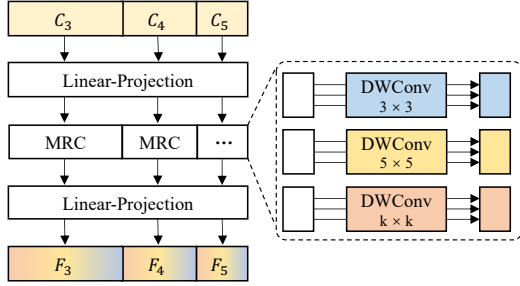 C₃ C₄ C₅
Linear-Projection
MRC MRC ...
Linear-Projection
F₃ F₄ F₅
DWConv
3 × 3
DWConv
5 × 5
DWConv
k × k